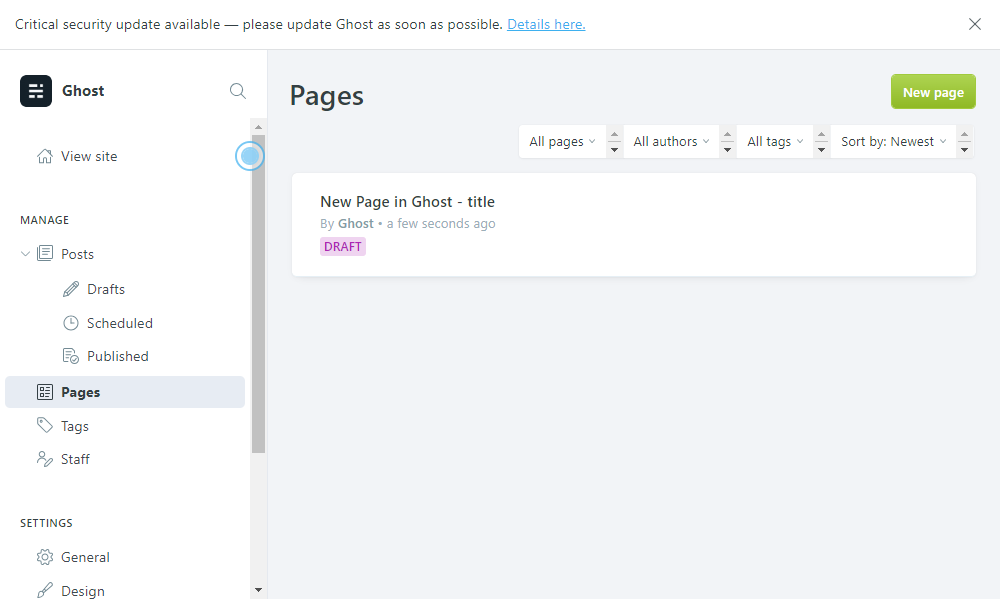 Critical security update available — please update Ghost as soon as possible. Details here.
Ghost
View site
MANAGE
Posts
Drafts
Scheduled
Published
Pages
Tags
Staff
SETTINGS
General
Design
Pages
New page
All pages
All authors
All tags
Sort by: Newest
New Page in Ghost - title
By Ghost • a few seconds ago
DRAFT